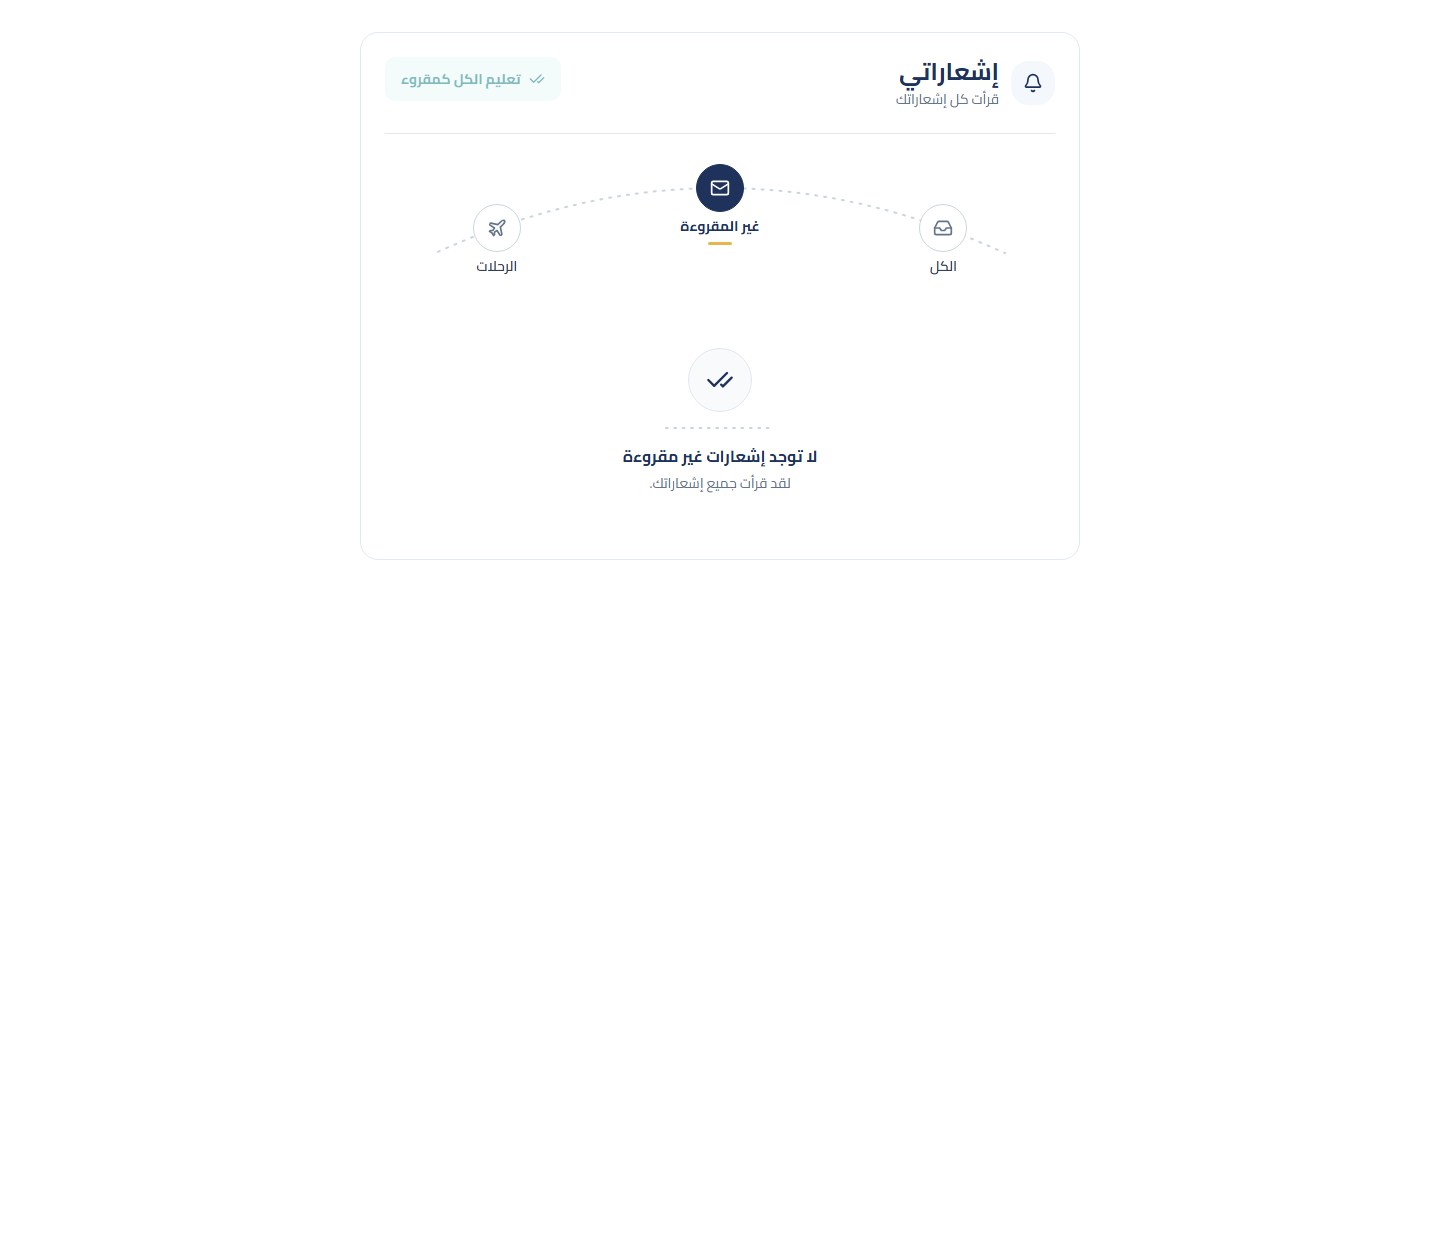 إشعاراتي
قرأت كل إشعاراتك
تعليم الكل كمقروء
الكل
غير المقروءة
الرحلات
لا توجد إشعارات غير مقروءة
لقد قرأت جميع إشعاراتك.